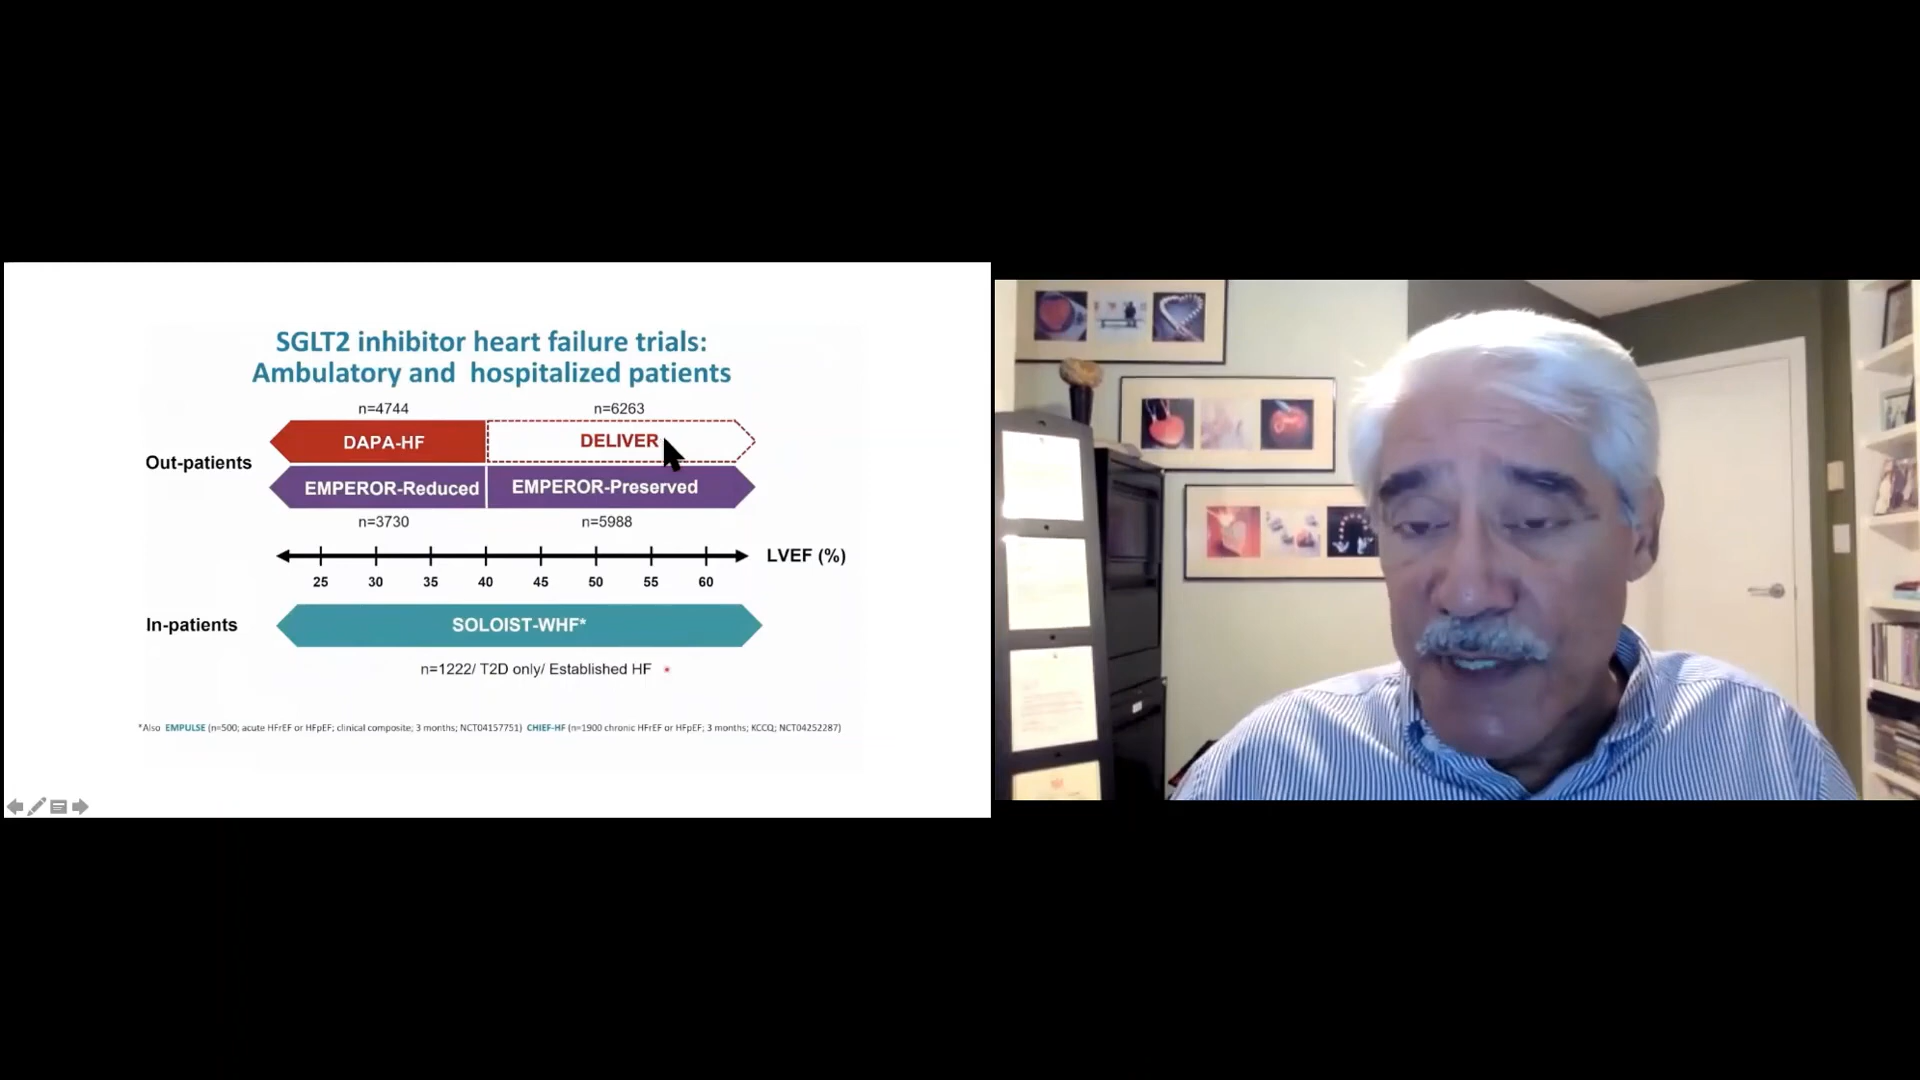 SGLT2 inhibitor heart failure trials:
Ambulatory and hospitalized patients
n=4744 n=6263
DAPA-HF DELIVER
Out-patients
EMPEROR-Reduced EMPEROR-Preserved
n=3730 n=5988
LVEF (%)
25 30 35 40 45 50 55 60
In-patients SOLOIST-WHF*
n=1222/ T2D only/ Established HF
*Also EMPULSE (n=500; acute HFrEF or HFpEF; clinical composite; 3 months; NCT04157751) CHIEF-HF (n=1900 chronic HFrEF or HFpEF; 3 months; KCCQ; NCT04252287)